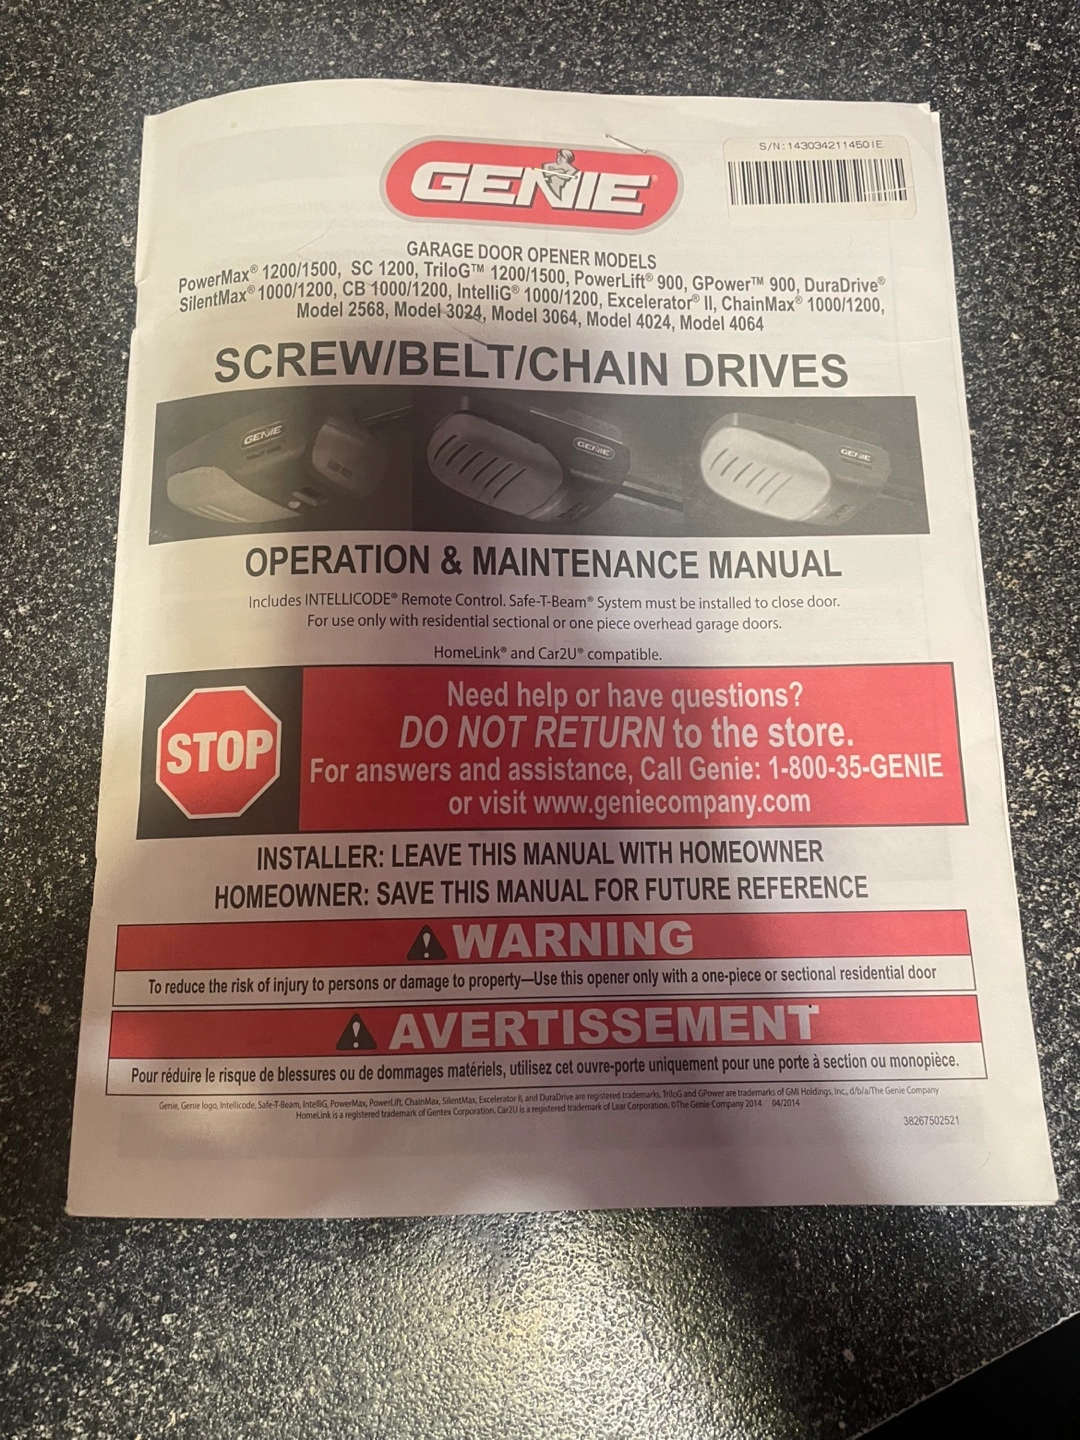 GENIE®
S/N:143034211450IE
GARAGE DOOR OPENER MODELS
PowerMax® 1200/1500, SC 1200, TriloG™ 1200/1500, PowerLift® 900, GPower™ 900, DuraDrive®
SilentMax® 1000/1200, CB 1000/1200, IntelliG® 1000/1200, Excelerator® II, ChainMax® 1000/1200,
Model 2568, Model 3024, Model 3064, Model 4024, Model 4064
SCREW/BELT/CHAIN DRIVES
GENIE
GENIE
GENIE
OPERATION & MAINTENANCE MANUAL
Includes INTELLICODE® Remote Control. Safe-T-Beam® System must be installed to close door.
For use only with residential sectional or one piece overhead garage doors.
HomeLink® and Car2U® compatible.
STOP
Need help or have questions?
DO NOT RETURN to the store.
For answers and assistance, Call Genie: 1-800-35-GENIE
or visit www.geniecompany.com
INSTALLER: LEAVE THIS MANUAL WITH HOMEOWNER
HOMEOWNER: SAVE THIS MANUAL FOR FUTURE REFERENCE
WARNING
To reduce the risk of injury to persons or damage to property—Use this opener only with a one-piece or sectional residential door
AVERTISSEMENT
Pour réduire le risque de blessures ou de dommages matériels, utilisez cet ouvre-porte uniquement pour une porte à section ou monopièce.
Genie, Genie logo, Intellicode, Safe-T-Beam, IntelliG, PowerMax, PowerLift, ChainMax, SilentMax, Excelerator II, and DuraDrive are registered trademarks. TriloG and GPower are trademarks of GMI Holdings, Inc., d/b/a/The Genie Company
HomeLink is a registered trademark of Gentex Corporation. Car2U is a registered trademark of Lear Corporation. ©The Genie Company 2014 04/2014
38267502521